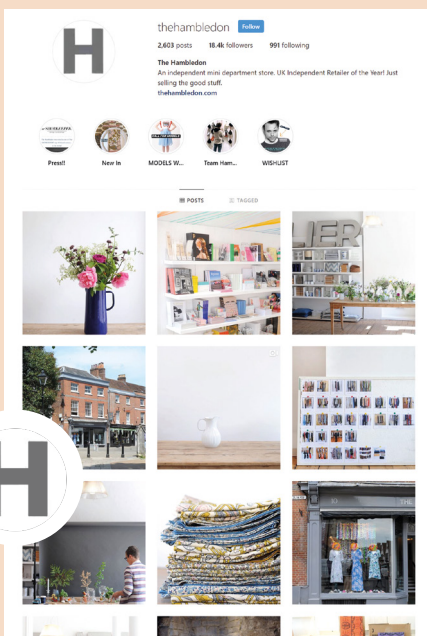 H
thehambledon Follow
2,603 posts 18.4k followers 991 following
The Hambledon
An independent mini department store. UK Independent Retailer of the Year! Just
selling the good stuff.
thehambledon.com
Press!! New In MODELS W... Team Ham... WISHLIST
POSTS TAGGED
LIER
H